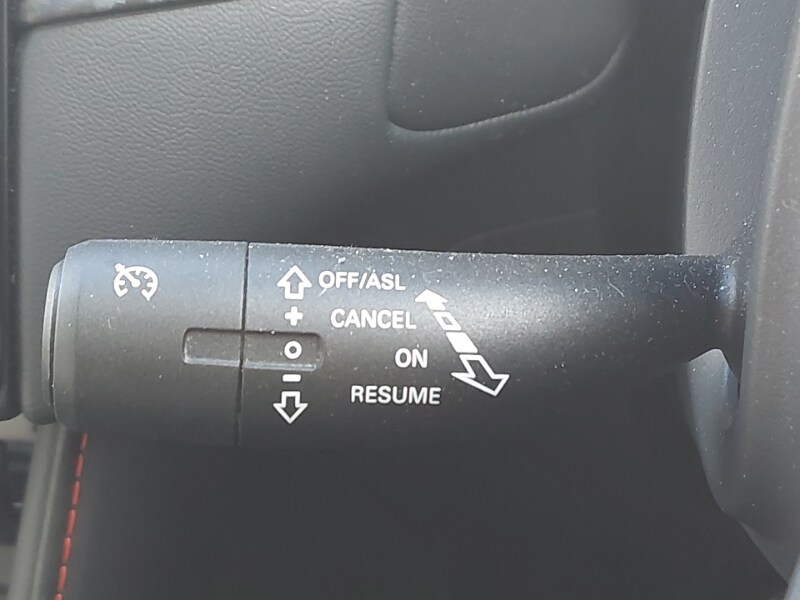 OFF/ASL
+ CANCEL
O ON
- RESUME